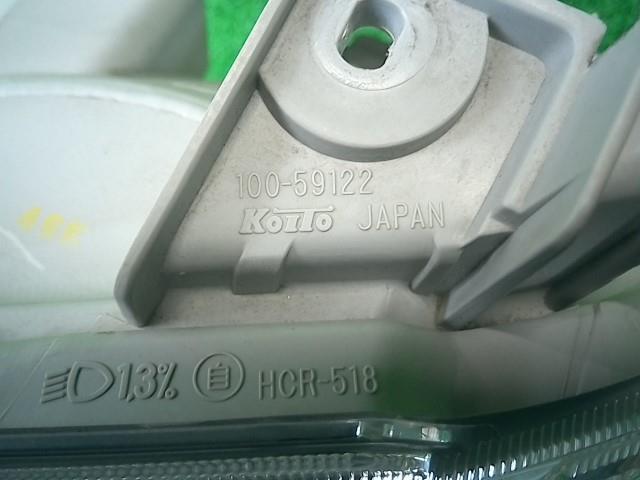 100-59122
KOITO JAPAN
1,3% 自 HCR-518